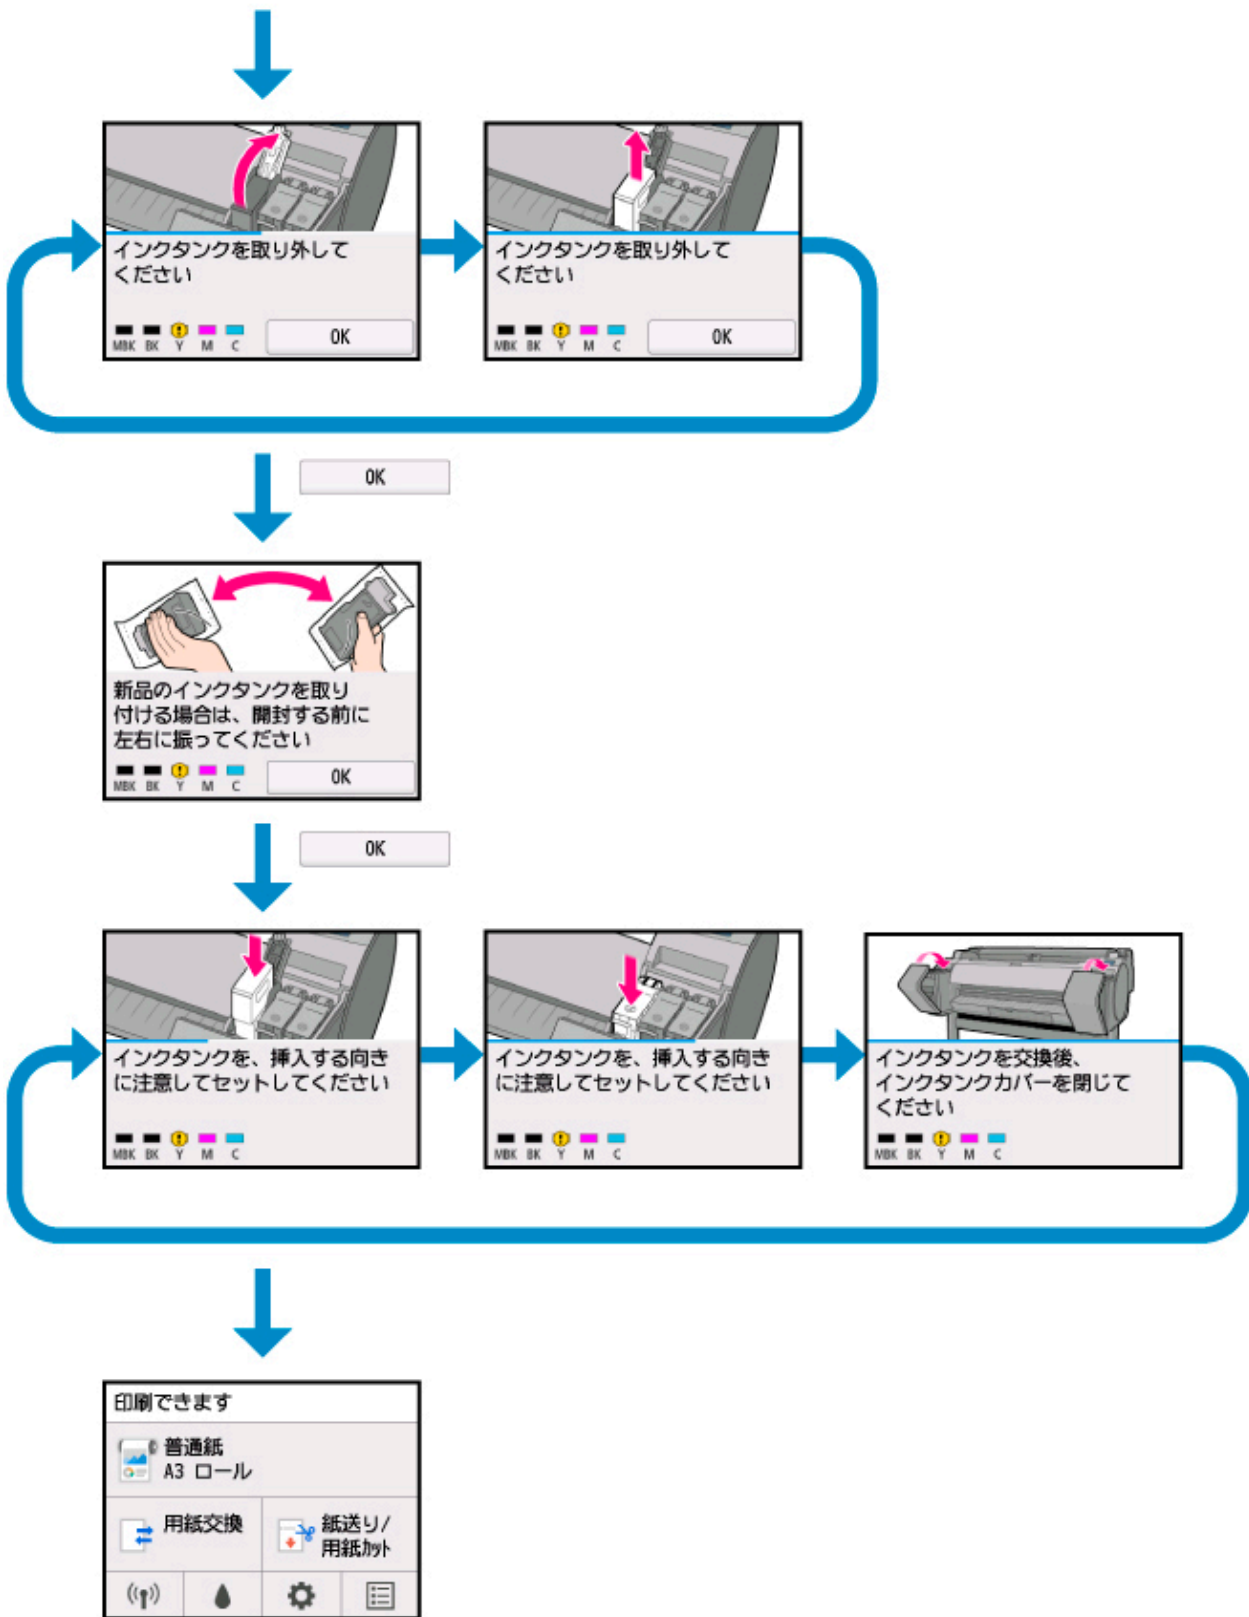 インクタンクを取り外して
ください
MBK BK Y M C
OK
インクタンクを取り外して
ください
MBK BK Y M C
OK
OK
新品のインクタンクを取り
付ける場合は、開封する前に
左右に振ってください
MBK BK Y M C
OK
OK
インクタンクを、挿入する向き
に注意してセットしてください
MBK BK Y M C
インクタンクを、挿入する向き
に注意してセットしてください
MBK BK Y M C
インクタンクを交換後、
インクタンクカバーを閉じて
ください
MBK BK Y M C
印刷できます
普通紙
A3 ロール
用紙交換
紙送り/
用紙ｶｯﾄ